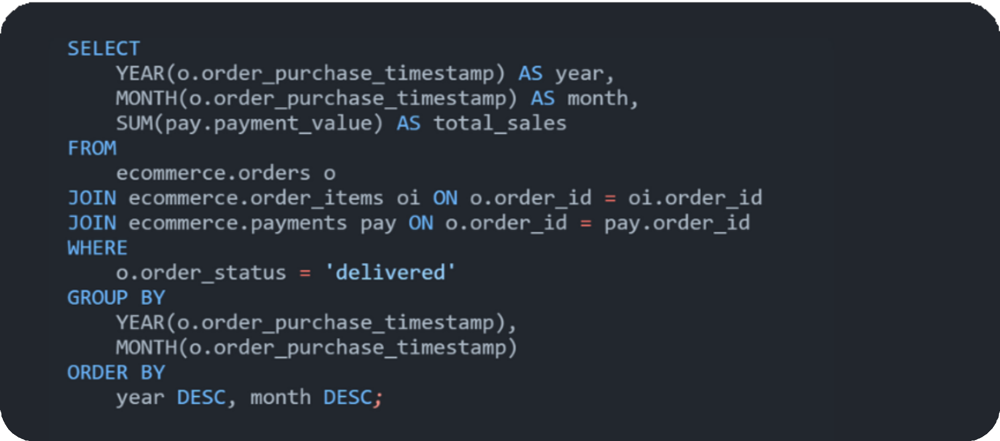 SELECT
    YEAR(o.order_purchase_timestamp) AS year,
    MONTH(o.order_purchase_timestamp) AS month,
    SUM(pay.payment_value) AS total_sales
FROM
    ecommerce.orders o
JOIN ecommerce.order_items oi ON o.order_id = oi.order_id
JOIN ecommerce.payments pay ON o.order_id = pay.order_id
WHERE
    o.order_status = 'delivered'
GROUP BY
    YEAR(o.order_purchase_timestamp),
    MONTH(o.order_purchase_timestamp)
ORDER BY
    year DESC, month DESC;